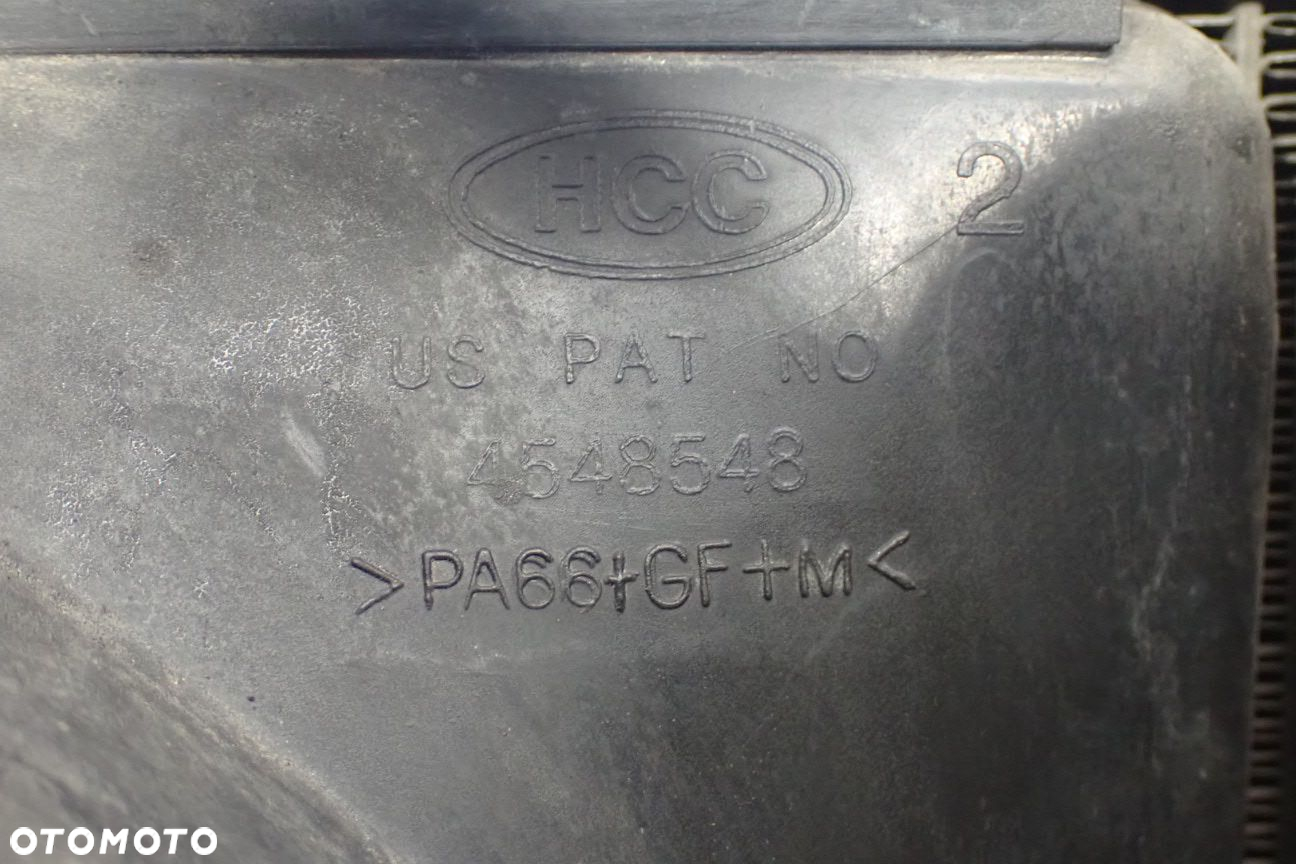 HCC 2
US PAT NO
4548548
>PA66+GF+M<
OTOMOTO